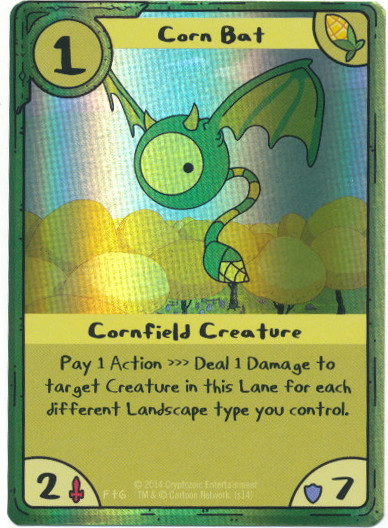 1
Corn Bat
Cornfield Creature
Pay 1 Action >>> Deal 1 Damage to
target Creature in this Lane for each
different Landscape type you control.
2
F+G
© 2014 Cryptozoic Entertainment
TM & © Cartoon Network. (s14)
7